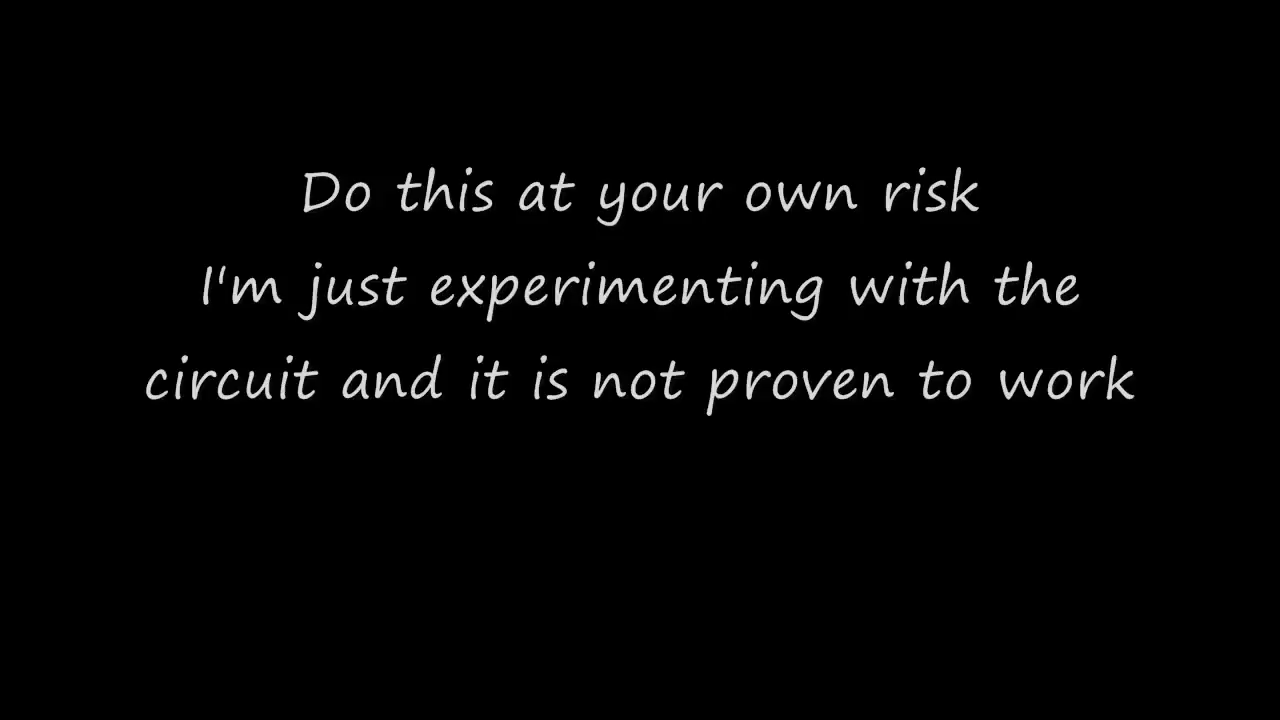 Do this at your own risk
I'm just experimenting with the
circuit and it is not proven to work